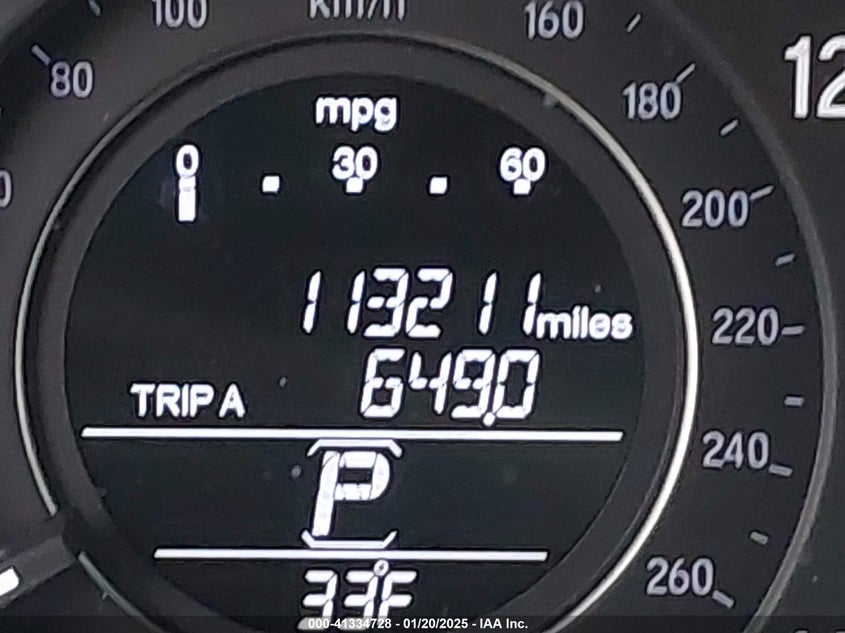 100 km/h 160
80 180 12
mpg
0 30 60
200
113211 miles
220
TRIP A 649.0
240
P
260
33°F
000-41334728 - 01/20/2025 - IAA Inc.